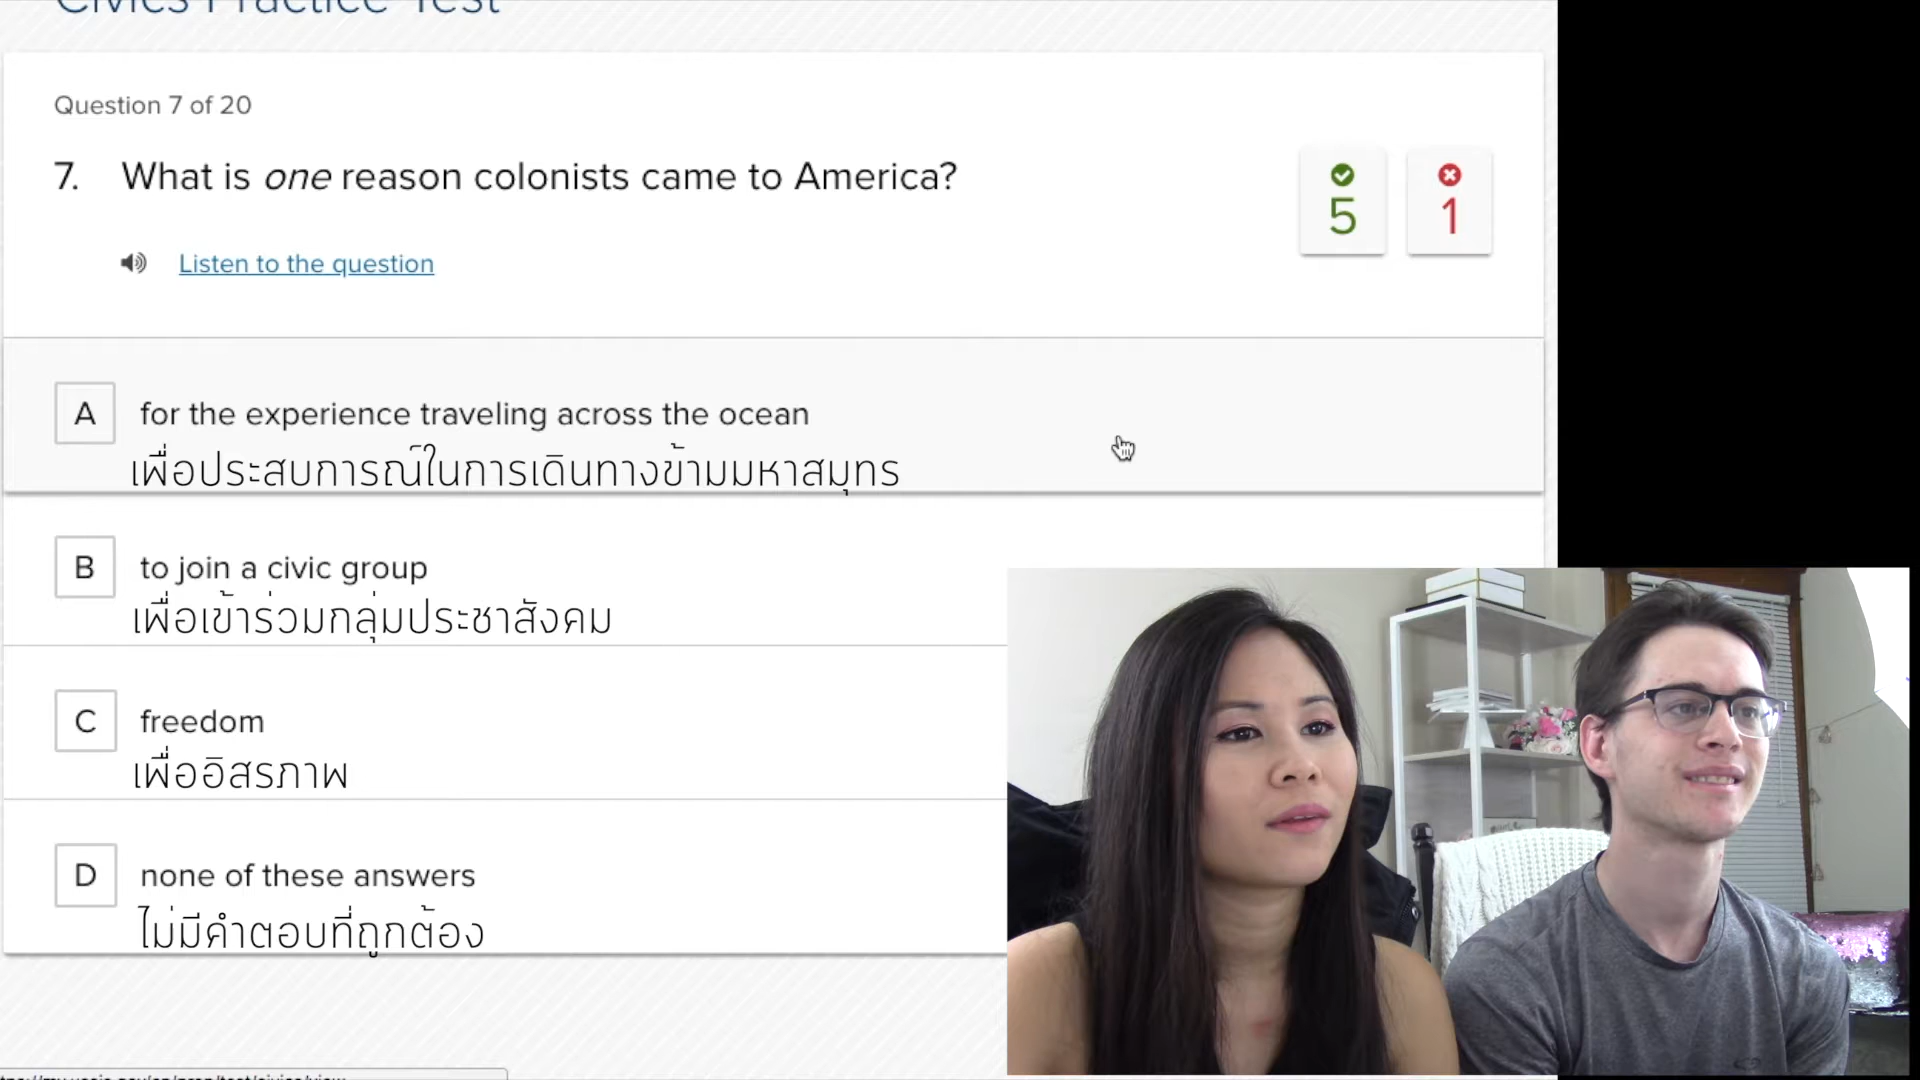 Civics Practice Test
Question 7 of 20
7. What is one reason colonists came to America?
5
1
Listen to the question
A for the experience traveling across the ocean
เพื่อประสบการณ์ในการเดินทางข้ามมหาสมุทร
B to join a civic group
เพื่อเข้าร่วมกลุ่มประชาสังคม
C freedom
เพื่ออิสรภาพ
D none of these answers
ไม่มีคำตอบที่ถูกต้อง